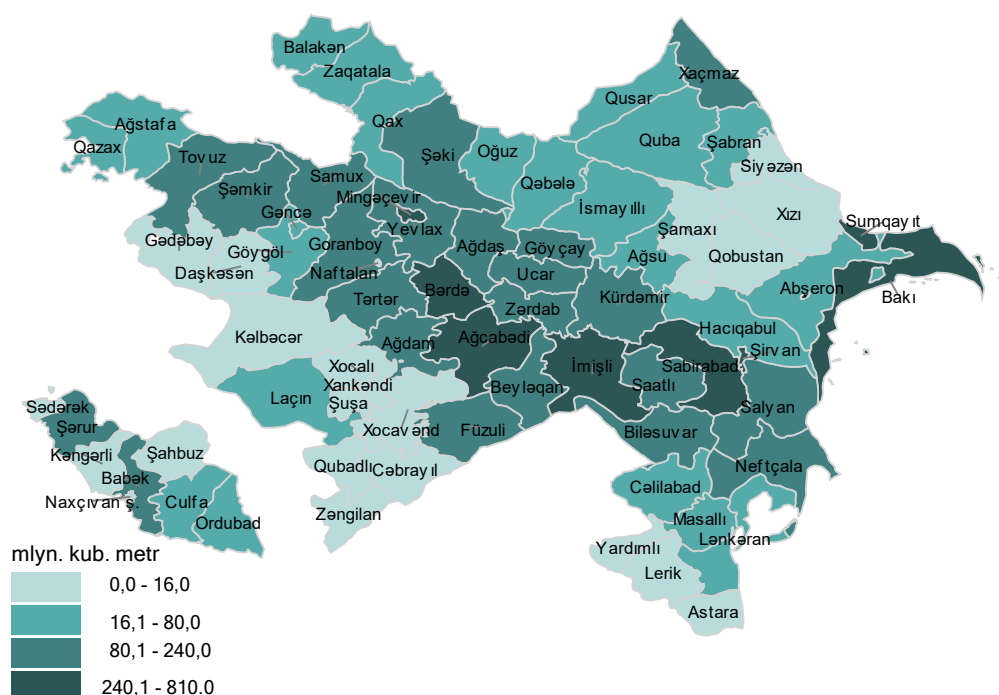 Balakən
Zaqatala
Xaçmaz
Qusar
Ağstafa
Qax
Quba
Qazax
Şabran
Tovuz
Şəki
Oğuz
Siyəzən
Samux
Qəbələ
Şəmkir
Mingəçevir
İsmayıllı
Gəncə
Xızı
Sumqayıt
Yevlax
Şamaxı
Gədəbəy
Göygöl
Goranboy
Ağdaş
Göyçay
Ağsu
Qobustan
Daşkəsən
Naftalan
Ucar
Abşeron
Bakı
Tərtər
Bərdə
Zərdab
Kürdəmir
Hacıqabul
Kəlbəcər
Ağdam
Ağcabədi
Şirvan
Xocalı
İmişli
Sabirabad
Xankəndi
Beyləqan
Saatlı
Laçın
Şuşa
Sədərək
Salyan
Şərur
Xocavənd
Füzuli
Biləsuvar
Kəngərli
Şahbuz
Qubadlı
Cəbrayıl
Neftçala
Babək
Cəlilabad
Naxçıvan ş.
Culfa
Zəngilan
Ordubad
Masallı
Lənkəran
Yardımlı
Lerik
Astara
mlyn. kub. metr
0,0 - 16,0
16,1 - 80,0
80,1 - 240,0
240,1 - 810,0